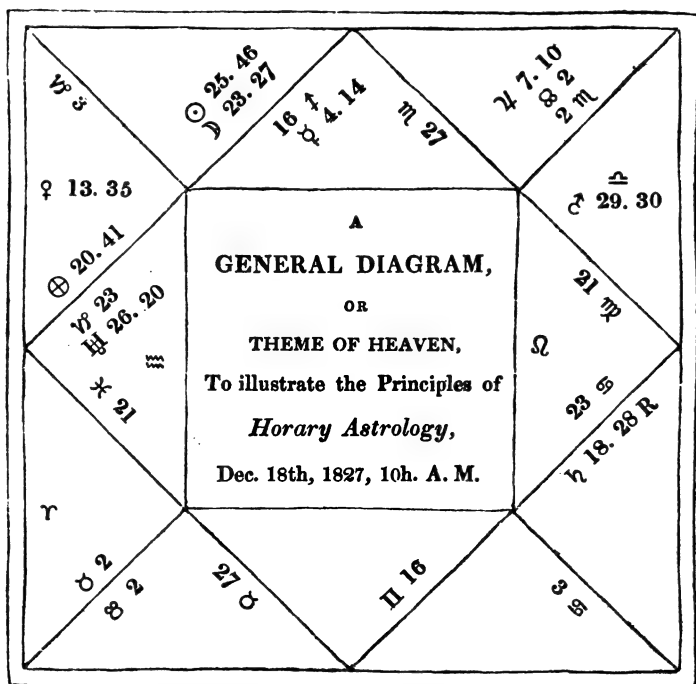 ♑ 3
☉ 25. 46
☽ 23. 27
16 ♐
☿ 4. 14
♏ 27
♃ 7. 10
☊ 2
2 ♏
♀ 13. 35
♎
♂ 29. 30
⊕ 20. 41
♑ 23
♅ 26. 20
♒
♓ 21
A
GENERAL DIAGRAM,
OR
THEME OF HEAVEN,
To illustrate the Principles of
Horary Astrology,
Dec. 18th, 1827, 10h. A. M.
21 ♍
♌
23 ♋
♄ 18. 28 R
♈
♉ 2
☋ 2
27 ♉
♊ 16
3 ♋